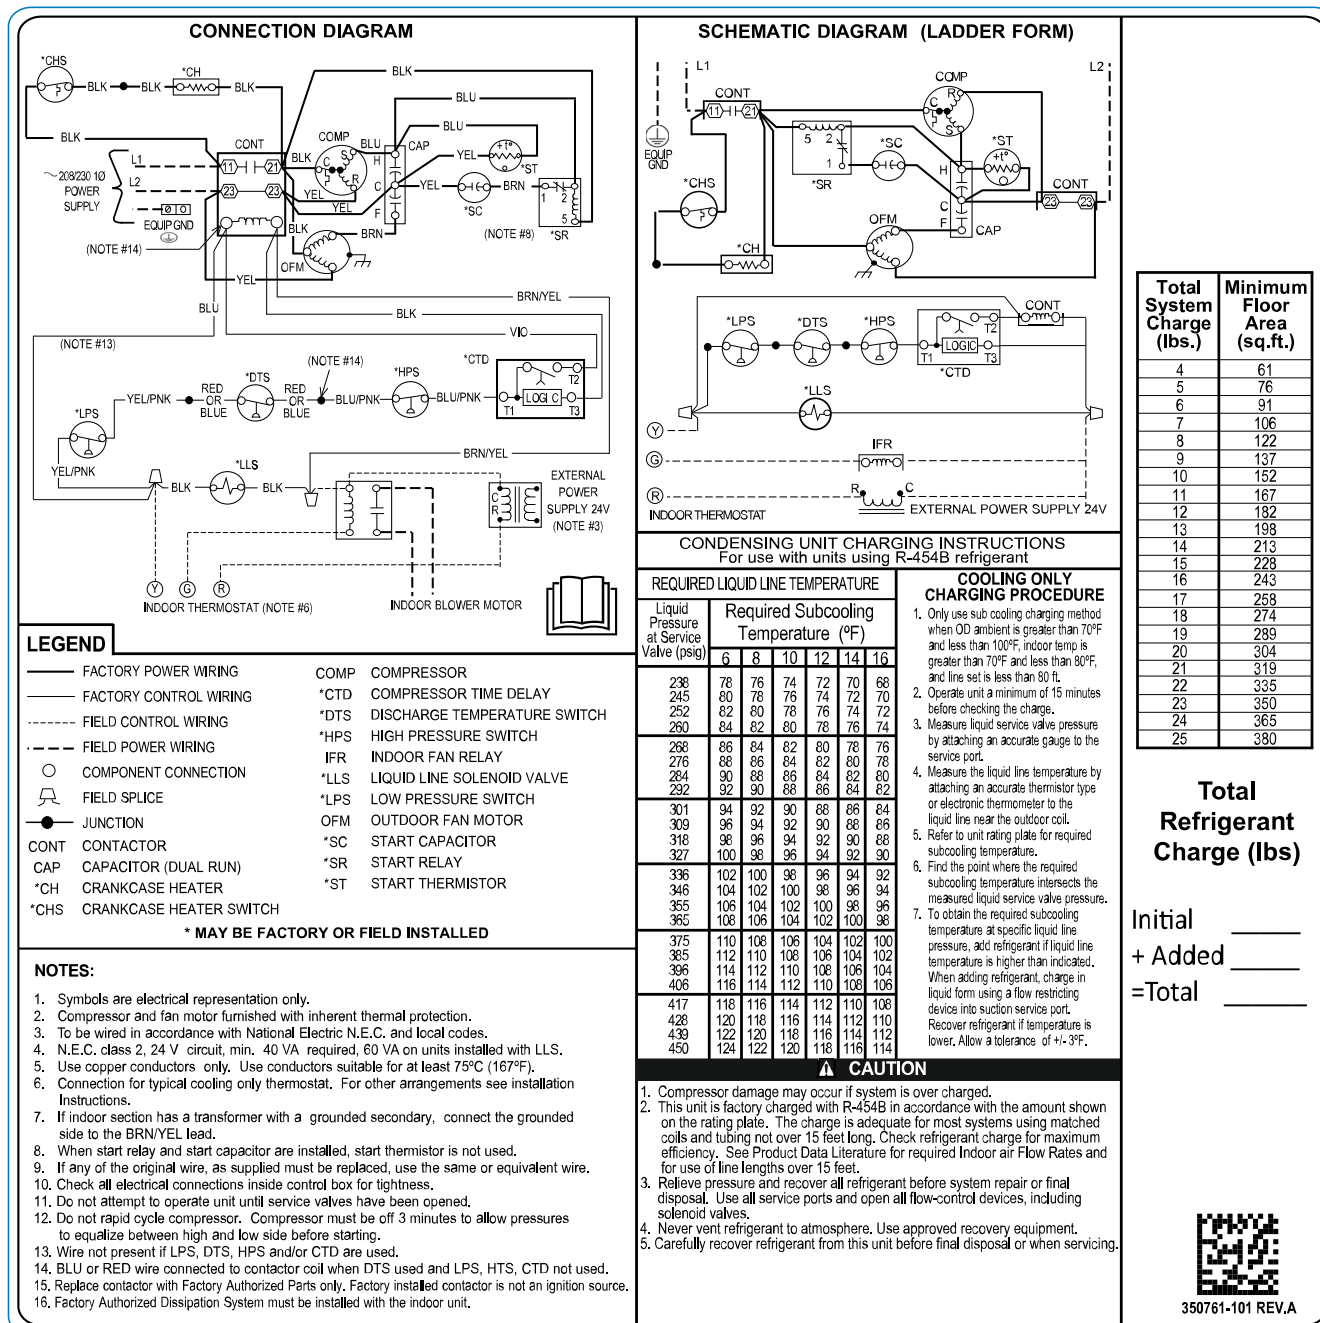 CONNECTION DIAGRAM
*CHS
BLK
BLK
*CH
BLK
BLK
BLK
BLU
BLU
CONT
COMP
BLU
CAP
H
+t°
*ST
L1
11
21
BLK
C
S
R
YEL
C
YEL
BRN
1
2
5
L2
23
23
YEL
YEL
*SC
F
~208/230 1Ø
POWER
SUPPLY
EQUIP GND
BLK
BRN
(NOTE #8)
*SR
(NOTE #14)
OFM
YEL
BLU
BRN/YEL
BLK
VIO
(NOTE #13)
(NOTE #14)
*CTD
*DTS
*HPS
T2
LOGIC
T1
T3
*LPS
YEL/PNK
RED
OR
BLUE
RED
OR
BLUE
BLU/PNK
BLU/PNK
YEL/PNK
*LLS
BLK
BLK
BRN/YEL
C
R
EXTERNAL
POWER
SUPPLY 24V
(NOTE #3)
Y
G
R
INDOOR THERMOSTAT (NOTE #6)
INDOOR BLOWER MOTOR
LEGEND
FACTORY POWER WIRING
FACTORY CONTROL WIRING
FIELD CONTROL WIRING
FIELD POWER WIRING
COMPONENT CONNECTION
FIELD SPLICE
JUNCTION
CONT CONTACTOR
CAP CAPACITOR (DUAL RUN)
*CH CRANKCASE HEATER
*CHS CRANKCASE HEATER SWITCH
COMP COMPRESSOR
*CTD COMPRESSOR TIME DELAY
*DTS DISCHARGE TEMPERATURE SWITCH
*HPS HIGH PRESSURE SWITCH
IFR INDOOR FAN RELAY
*LLS LIQUID LINE SOLENOID VALVE
*LPS LOW PRESSURE SWITCH
OFM OUTDOOR FAN MOTOR
*SC START CAPACITOR
*SR START RELAY
*ST START THERMISTOR
* MAY BE FACTORY OR FIELD INSTALLED
NOTES:
1. Symbols are electrical representation only.
2. Compressor and fan motor furnished with inherent thermal protection.
3. To be wired in accordance with National Electric N.E.C. and local codes.
4. N.E.C. class 2, 24 V circuit, min. 40 VA required, 60 VA on units installed with LLS.
5. Use copper conductors only. Use conductors suitable for at least 75°C (167°F).
6. Connection for typical cooling only thermostat. For other arrangements see installation
Instructions.
7. If indoor section has a transformer with a grounded secondary, connect the grounded
side to the BRN/YEL lead.
8. When start relay and start capacitor are installed, start thermistor is not used.
9. If any of the original wire, as supplied must be replaced, use the same or equivalent wire.
10. Check all electrical connections inside control box for tightness.
11. Do not attempt to operate unit until service valves have been opened.
12. Do not rapid cycle compressor. Compressor must be off 3 minutes to allow pressures
to equalize between high and low side before starting.
13. Wire not present if LPS, DTS, HPS and/or CTD are used.
14. BLU or RED wire connected to contactor coil when DTS used and LPS, HTS, CTD not used.
15. Replace contactor with Factory Authorized Parts only. Factory installed contactor is not an ignition source.
16. Factory Authorized Dissipation System must be installed with the indoor unit.
SCHEMATIC DIAGRAM (LADDER FORM)
L1
L2
COMP
CONT
11
21
C
R
S
5
2
1
*SC
*ST
+t°
EQUIP
GND
*SR
H
C
F
CONT
23
23
*CHS
OFM
CAP
*CH
CONT
*LPS
*DTS
*HPS
T2
LOGIC
T1
T3
*CTD
*LLS
Y
IFR
G
R
C
R
INDOOR THERMOSTAT
EXTERNAL POWER SUPPLY 24V
CONDENSING UNIT CHARGING INSTRUCTIONS
For use with units using R-454B refrigerant
REQUIRED LIQUID LINE TEMPERATURE
Liquid
Pressure
at Service
Valve (psig)
Required Subcooling
Temperature (ºF)
6 8 10 12 14 16
238 78 76 74 72 70 68
245 80 78 76 74 72 70
252 82 80 78 76 74 72
260 84 82 80 78 76 74
268 86 84 82 80 78 76
276 88 86 84 82 80 78
284 90 88 86 84 82 80
292 92 90 88 86 84 82
301 94 92 90 88 86 84
309 96 94 92 90 88 86
318 98 96 94 92 90 88
327 100 98 96 94 92 90
336 102 100 98 96 94 92
346 104 102 100 98 96 94
355 106 104 102 100 98 96
365 108 106 104 102 100 98
375 110 108 106 104 102 100
385 112 110 108 106 104 102
396 114 112 110 108 106 104
406 116 114 112 110 108 106
417 118 116 114 112 110 108
428 120 118 116 114 112 110
439 122 120 118 116 114 112
450 124 122 120 118 116 114
COOLING ONLY
CHARGING PROCEDURE
1. Only use sub cooling charging method
when OD ambient is greater than 70ºF
and less than 100ºF, indoor temp is
greater than 70ºF and less than 80ºF,
and line set is less than 80 ft.
2. Operate unit a minimum of 15 minutes
before checking the charge.
3. Measure liquid service valve pressure
by attaching an accurate gauge to the
service port.
4. Measure the liquid line temperature by
attaching an accurate thermistor type
or electronic thermometer to the
liquid line near the outdoor coil.
5. Refer to unit rating plate for required
subcooling temperature.
6. Find the point where the required
subcooling temperature intersects the
measured liquid service valve pressure.
7. To obtain the required subcooling
temperature at specific liquid line
pressure, add refrigerant if liquid line
temperature is higher than indicated.
When adding refrigerant, charge in
liquid form using a flow restricting
device into suction service port.
Recover refrigerant if temperature is
lower. Allow a tolerance of +/- 3ºF.
CAUTION
1. Compressor damage may occur if system is over charged.
2. This unit is factory charged with R-454B in accordance with the amount shown
on the rating plate. The charge is adequate for most systems using matched
coils and tubing not over 15 feet long. Check refrigerant charge for maximum
efficiency. See Product Data Literature for required Indoor air Flow Rates and
for use of line lengths over 15 feet.
3. Relieve pressure and recover all refrigerant before system repair or final
disposal. Use all service ports and open all flow-control devices, including
solenoid valves.
4. Never vent refrigerant to atmosphere. Use approved recovery equipment.
5. Carefully recover refrigerant from this unit before final disposal or when servicing.
Total
System
Charge
(lbs.)
Minimum
Floor
Area
(sq.ft.)
4 61
5 76
6 91
7 106
8 122
9 137
10 152
11 167
12 182
13 198
14 213
15 228
16 243
17 258
18 274
19 289
20 304
21 319
22 335
23 350
24 365
25 380
Total
Refrigerant
Charge (lbs)
Initial ______
+ Added ______
=Total ______
350761-101 REV.A